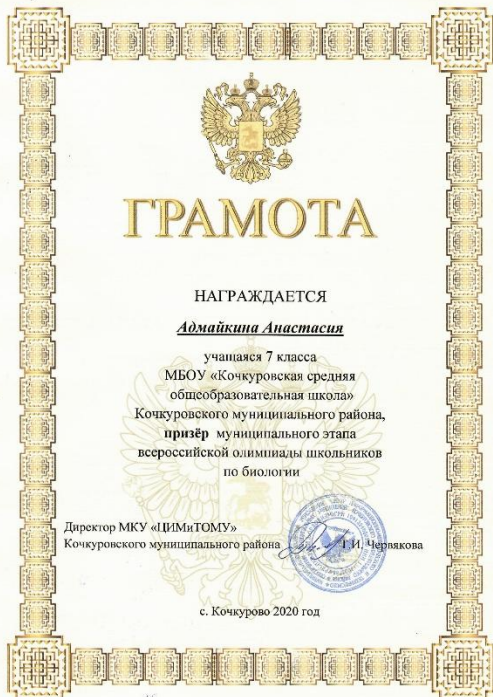 ГРАМОТА
НАГРАЖДАЕТСЯ
Адмайкина Анастасия
учащаяся 7 класса
МБОУ «Кочкуровская средняя
общеобразовательная школа»
Кочкуровского муниципального района,
призёр муниципального этапа
всероссийской олимпиады школьников
по биологии
Директор МКУ «ЦИМиТОМУ»
Кочкуровского муниципального района Т.И. Червякова
с. Кочкурово 2020 год